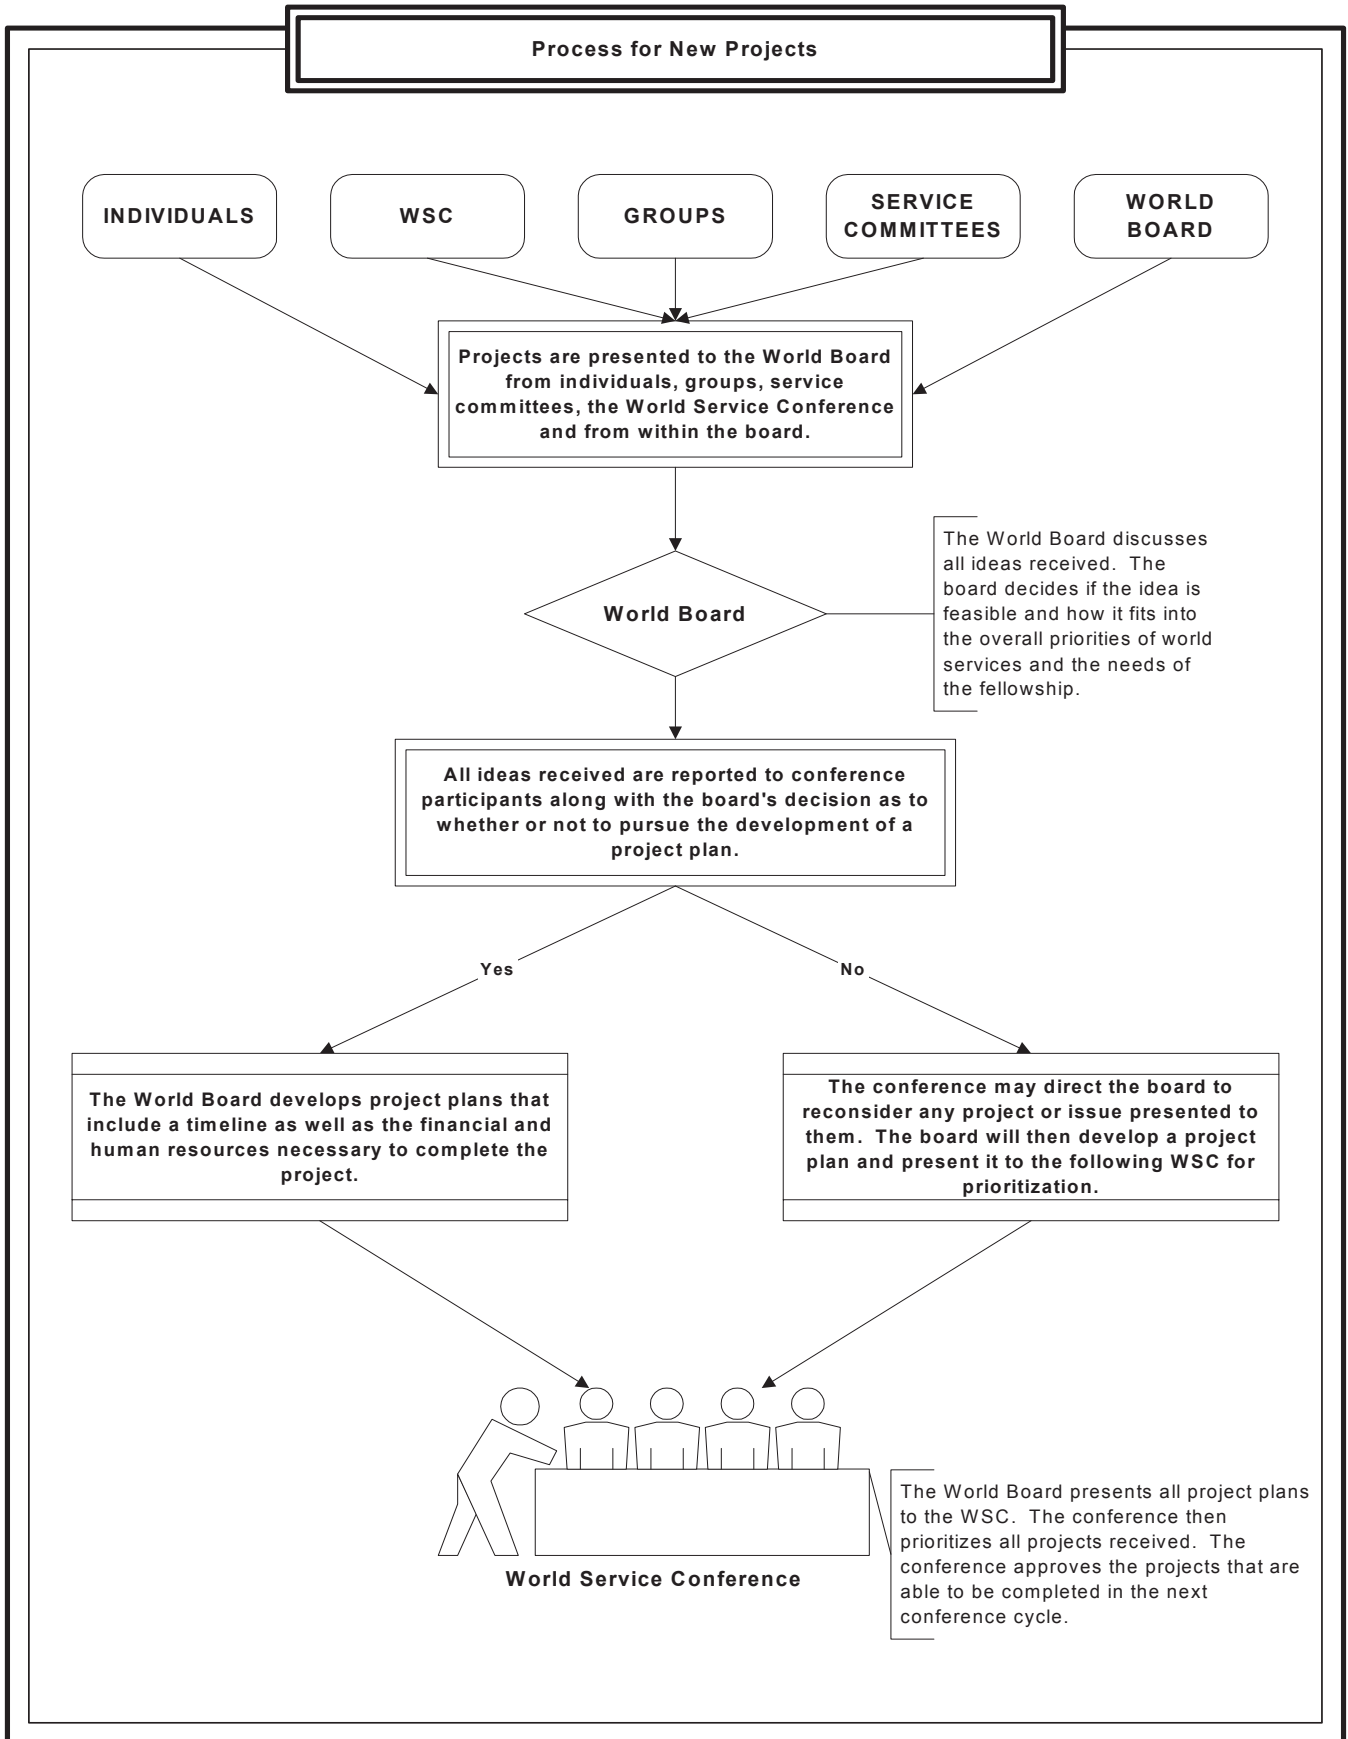 Process for New Projects
INDIVIDUALS
WSC
GROUPS
SERVICE
COMMITTEES
WORLD
BOARD
Projects are presented to the World Board
from individuals, groups, service
committees, the World Service Conference
and from within the board.
World Board
The World Board discusses
all ideas received.  The
board decides if the idea is
feasible and how it fits into
the overall priorities of world
services and the needs of
the fellowship.
All ideas received are reported to conference
participants along with the board's decision as to
whether or not to pursue the development of a
project plan.
Yes
No
The World Board develops project plans that
include a timeline as well as the financial and
human resources necessary to complete the
project.
The conference may direct the board to
reconsider any project or issue presented to
them.  The board will then develop a project
plan and present it to the following WSC for
prioritization.
World Service Conference
The World Board presents all project plans
to the WSC.  The conference then
prioritizes all projects received.  The
conference approves the projects that are
able to be completed in the next
conference cycle.